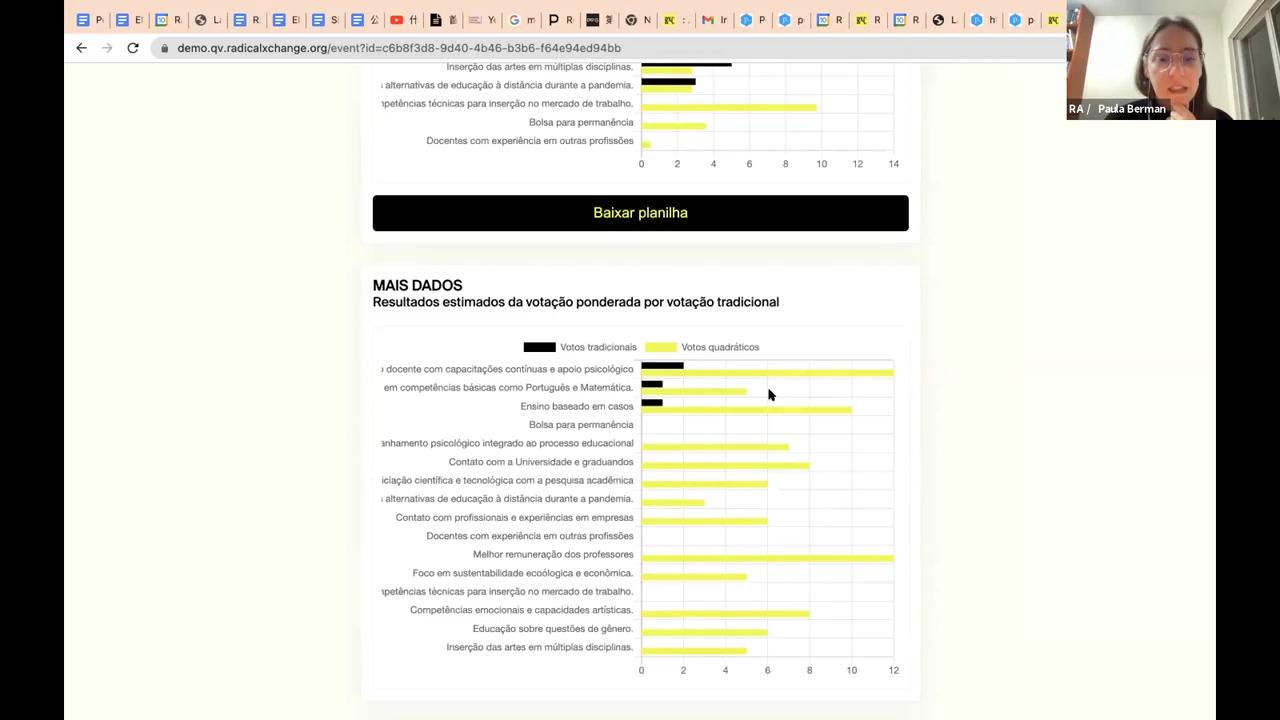 demo.qv.radicalxchange.org/event?id=c6b8f3d8-9d40-4b46-b3b6-f64e94ed94bb
RA / Paula Berman
Inserção das artes em múltiplas disciplinas.
alternativas de educação à distância durante a pandemia.
petências técnicas para inserção no mercado de trabalho.
Bolsa para permanência
Docentes com experiência em outras profissões
0 2 4 6 8 10 12 14
Baixar planilha
MAIS DADOS
Resultados estimados da votação ponderada por votação tradicional
Votos tradicionais Votos quadráticos
docente com capacitações contínuas e apoio psicológico
em competências básicas como Português e Matemática.
Ensino baseado em casos
Bolsa para permanência
anhamento psicológico integrado ao processo educacional
Contato com a Universidade e graduandos
iciação científica e tecnológica com a pesquisa acadêmica
alternativas de educação à distância durante a pandemia.
Contato com profissionais e experiências em empresas
Docentes com experiência em outras profissões
Melhor remuneração dos professores
Foco em sustentabilidade ecoólogica e econômica.
petências técnicas para inserção no mercado de trabalho.
Competências emocionais e capacidades artísticas.
Educação sobre questões de gênero.
Inserção das artes em múltiplas disciplinas.
0 2 4 6 8 10 12